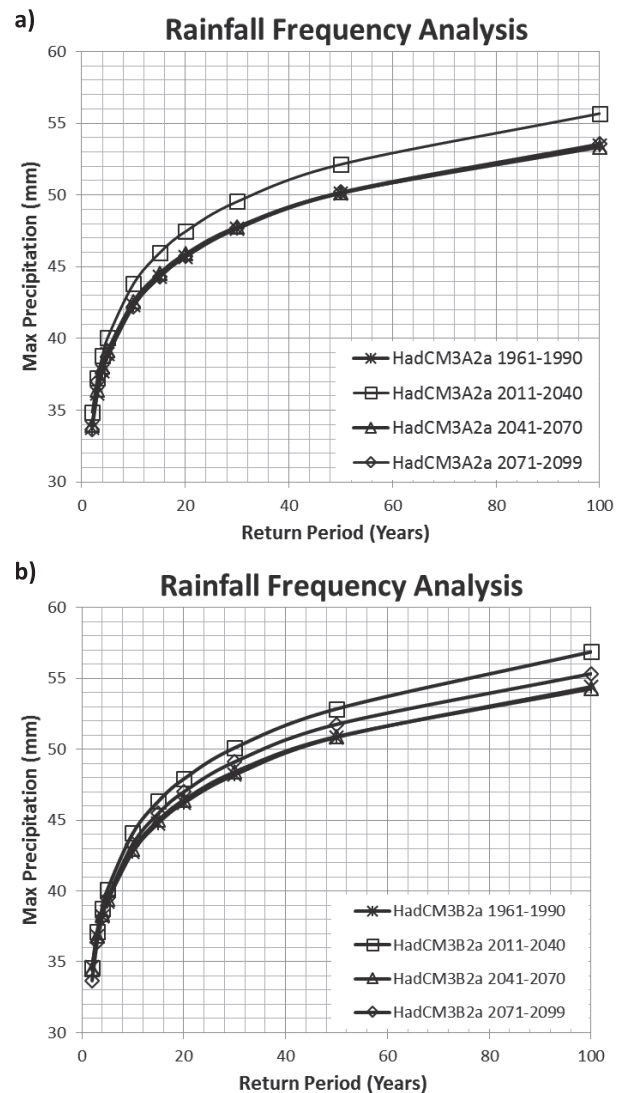 a)
Rainfall Frequency Analysis
Max Precipitation (mm)
60
55
50
45
40
35
30
0 20 40 60 80 100
Return Period (Years)
HadCM3A2a 1961-1990
HadCM3A2a 2011-2040
HadCM3A2a 2041-2070
HadCM3A2a 2071-2099
b)
Rainfall Frequency Analysis
Max Precipitation (mm)
60
55
50
45
40
35
30
0 20 40 60 80 100
Return Period (Years)
HadCM3B2a 1961-1990
HadCM3B2a 2011-2040
HadCM3B2a 2041-2070
HadCM3B2a 2071-2099